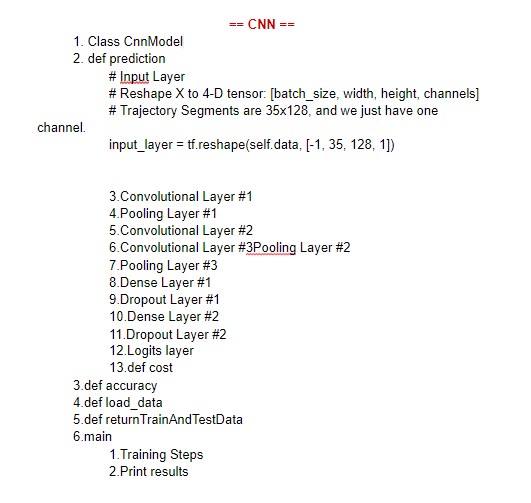 == CNN ==
1. Class CnnModel
2. def prediction
# Input Layer
# Reshape X to 4-D tensor: [batch_size, width, height, channels]
# Trajectory Segments are 35x128, and we just have one
channel.
input_layer = tf.reshape(self.data, [-1, 35, 128, 1])
3.Convolutional Layer #1
4.Pooling Layer #1
5.Convolutional Layer #2
6.Convolutional Layer #3Pooling Layer #2
7.Pooling Layer #3
8.Dense Layer #1
9.Dropout Layer #1
10.Dense Layer #2
11.Dropout Layer #2
12.Logits layer
13.def cost
3.def accuracy
4.def load_data
5.def returnTrainAndTestData
6.main
1.Training Steps
2.Print results